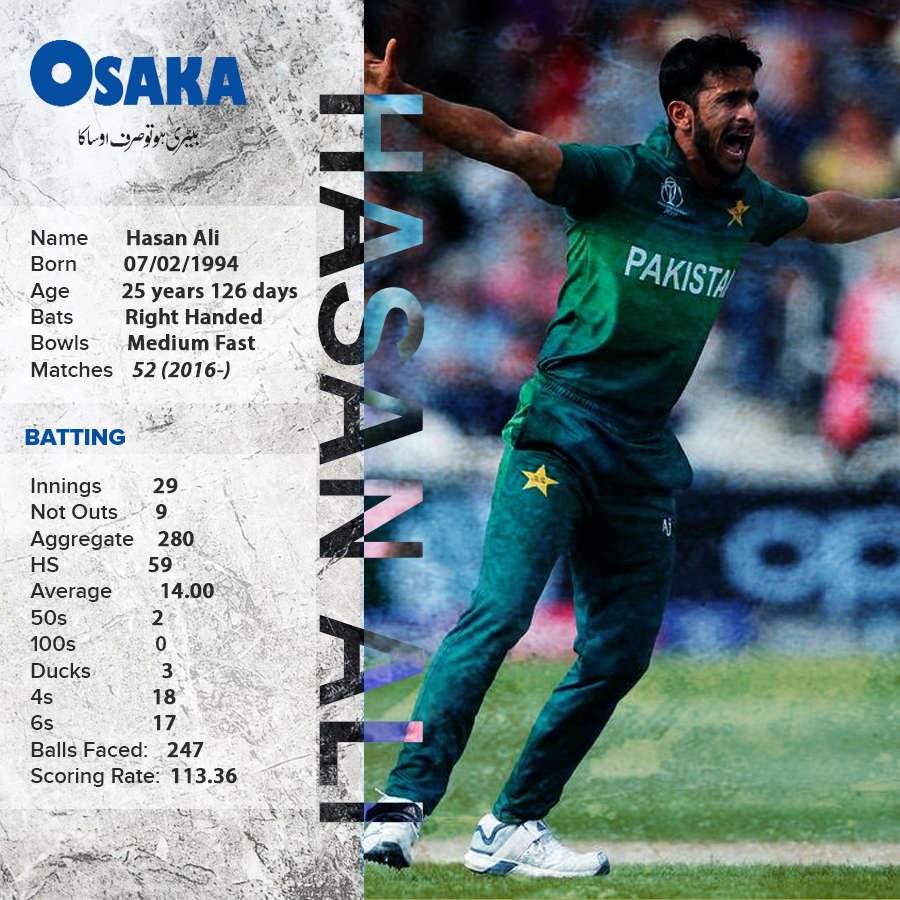 OSAKA
بیٹری ہو تو صرف اوساکا
Name Hasan Ali
Born 07/02/1994
Age 25 years 126 days
Bats Right Handed
Bowls Medium Fast
Matches 52 (2016-)
BATTING
Innings 29
Not Outs 9
Aggregate 280
HS 59
Average 14.00
50s 2
100s 0
Ducks 3
4s 18
6s 17
Balls Faced: 247
Scoring Rate: 113.36
HASAN ALI
PAKISTAN
AJ